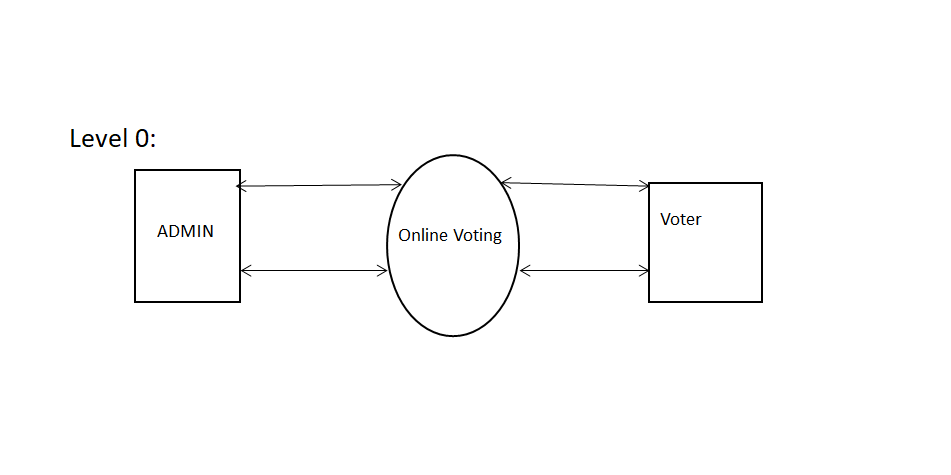 Level 0:
ADMIN
Online Voting
Voter